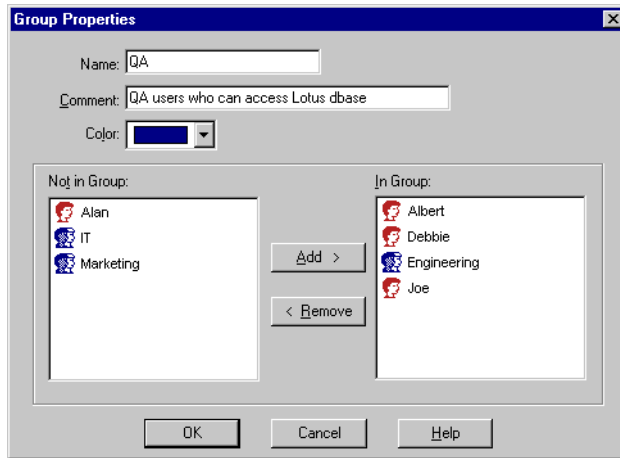 Group Properties
Name: QA
Comment: QA users who can access Lotus dbase
Color:
Not in Group:
Alan
IT
Marketing
Add >
< Remove
In Group:
Albert
Debbie
Engineering
Joe
OK Cancel Help